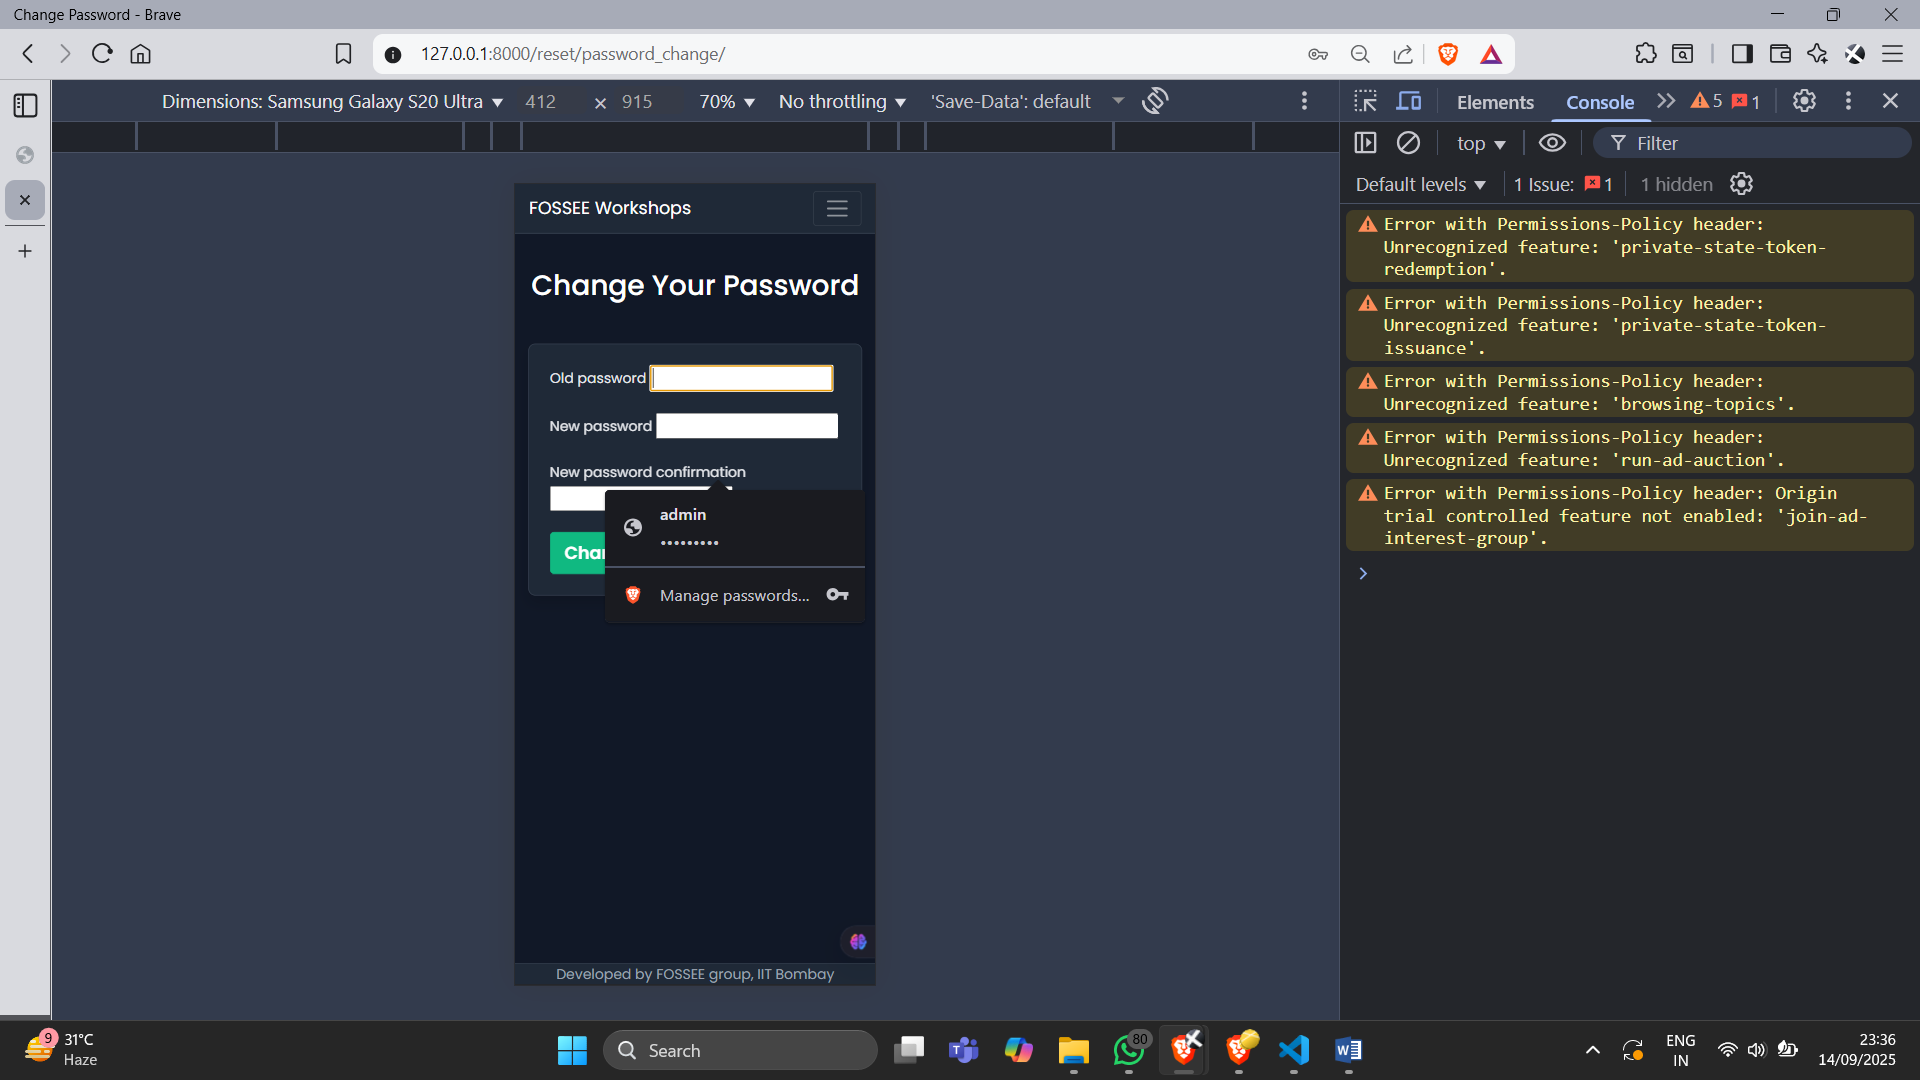 Change Password - Brave
127.0.0.1:8000/reset/password_change/
Dimensions: Samsung Galaxy S20 Ultra 412 × 915 70% No throttling 'Save-Data': default
Elements Console 5 1
top Filter
Default levels 1 Issue: 1 1 hidden
Error with Permissions-Policy header:
Unrecognized feature: 'private-state-token-
redemption'.
Error with Permissions-Policy header:
Unrecognized feature: 'private-state-token-
issuance'.
Error with Permissions-Policy header:
Unrecognized feature: 'browsing-topics'.
Error with Permissions-Policy header:
Unrecognized feature: 'run-ad-auction'.
Error with Permissions-Policy header: Origin
trial controlled feature not enabled: 'join-ad-
interest-group'.
FOSSEE Workshops
Change Your Password
Old password
New password
New password confirmation
admin
•••••••••
Chan
Manage passwords...
Developed by FOSSEE group, IIT Bombay
9
31°C
Haze
Search
80
ENG
IN
23:36
14/09/2025